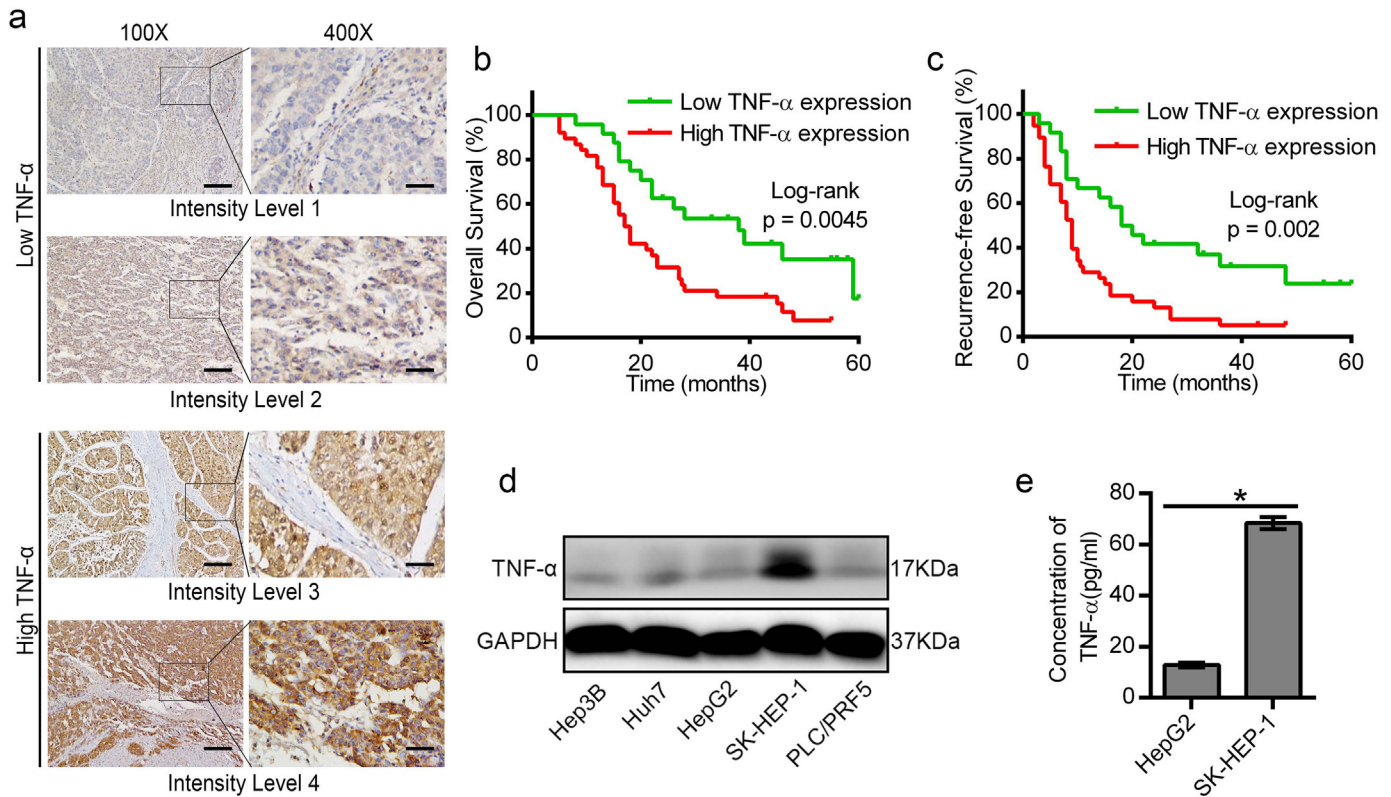 a
100X 400X
Low TNF-α
Intensity Level 1
Intensity Level 2
High TNF-α
Intensity Level 3
Intensity Level 4
b
Overall Survival (%)
100
80
60
40
20
0
Low TNF-α expression
High TNF-α expression
Log-rank
p = 0.0045
0 20 40 60
Time (months)
c
Recurrence-free Survival (%)
100
80
60
40
20
0
Low TNF-α expression
High TNF-α expression
Log-rank
p = 0.002
0 20 40 60
Time (months)
d
TNF-α 17KDa
GAPDH 37KDa
Hep3B Huh7 HepG2 SK-HEP-1 PLC/PRF5
e
Concentration of
TNF-α(pg/ml)
80
60
40
20
0
*
HepG2 SK-HEP-1